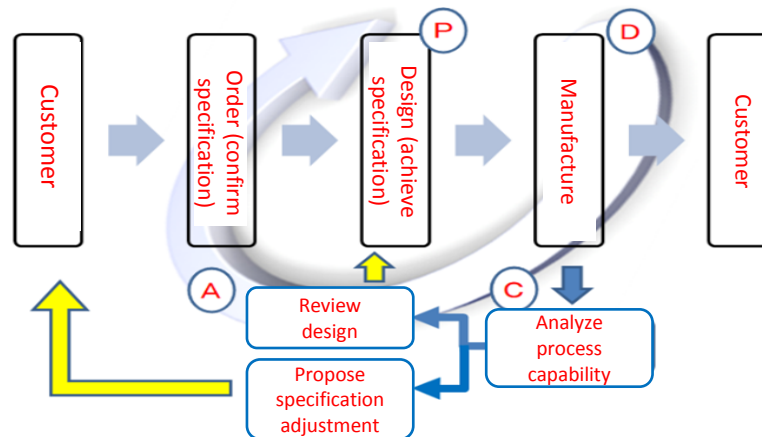 Customer
Order (confirm
specification)
P
Design (achieve
specification)
D
Manufacture
Customer
A
C
Review
design
Analyze
process
capability
Propose
specification
adjustment